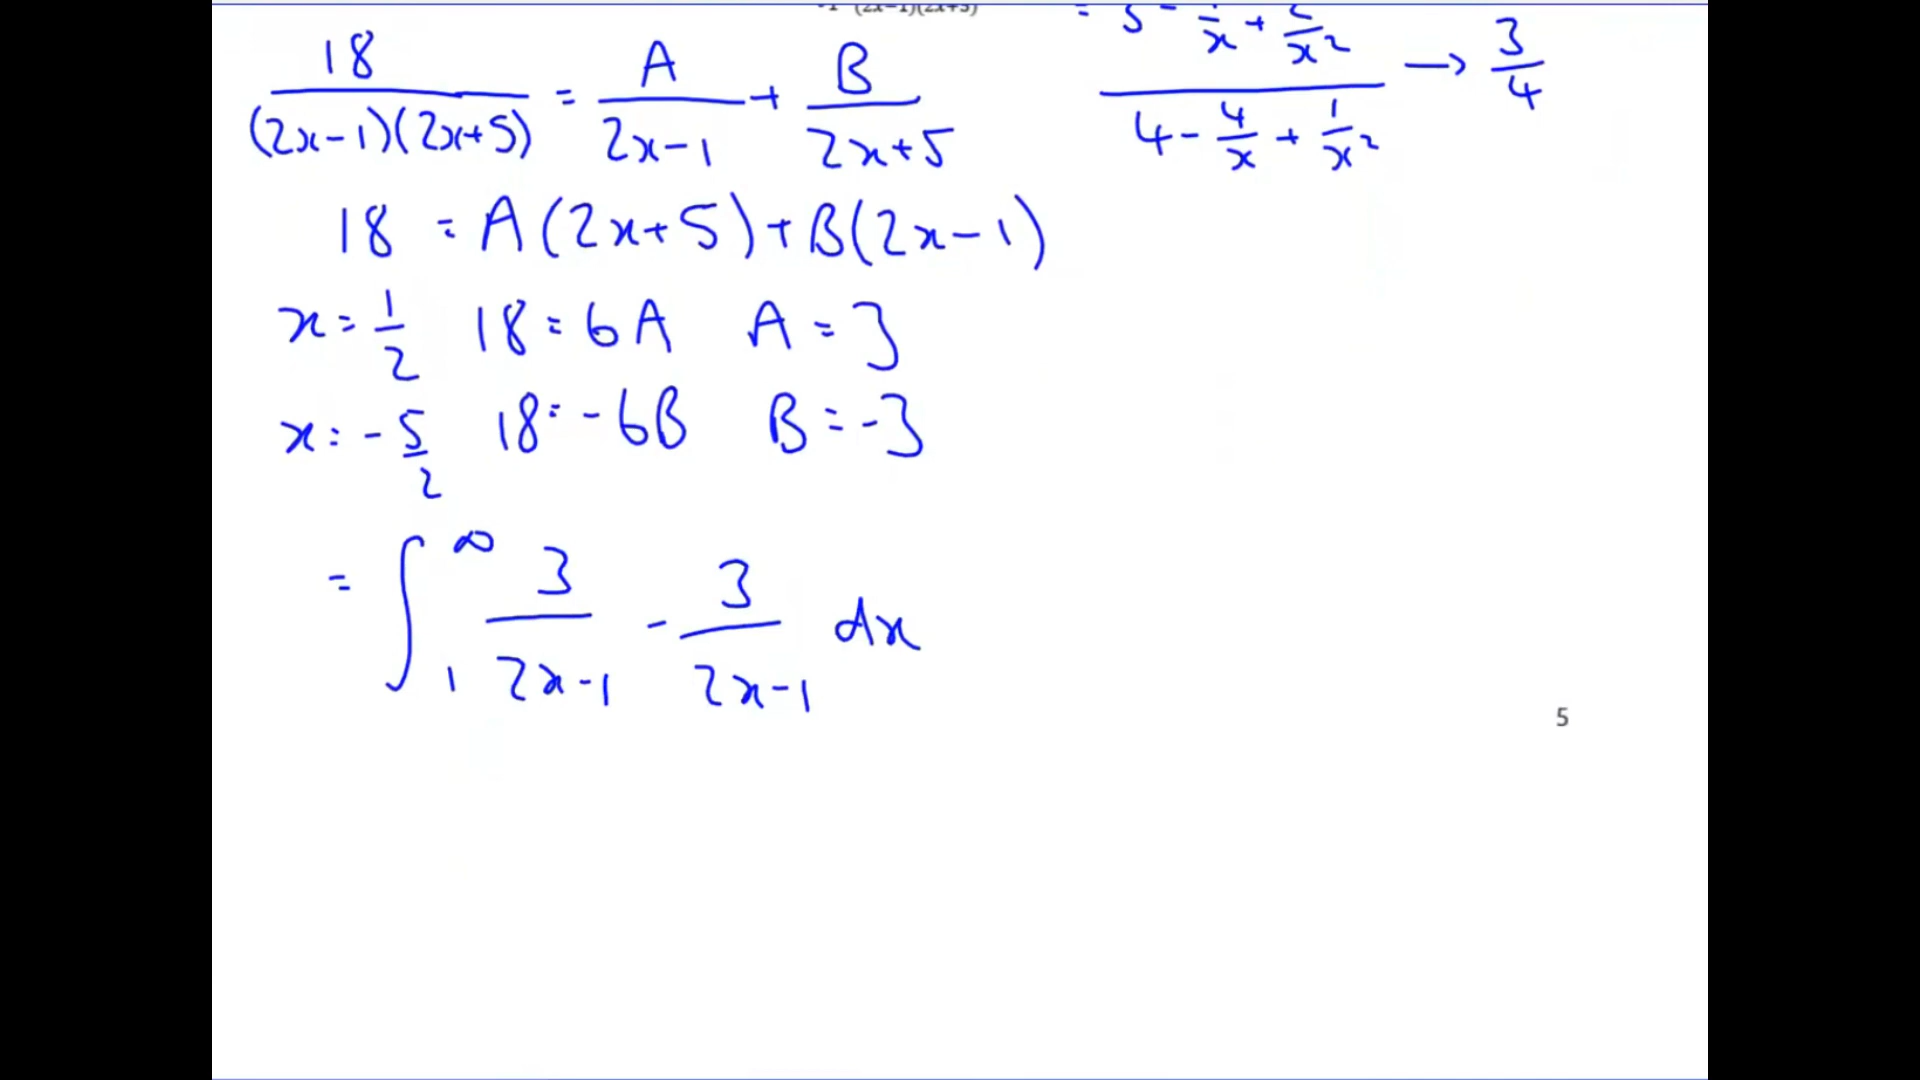 18/((2x-1)(2x+5)) = A/(2x-1) + B/(2x+5)
18 = A(2x+5)+B(2x-1)
x = 1/2 18 = 6A A = 3
x = -5/2 18 = -6B B = -3
= ∫₁^∞ 3/(2x-1) - 3/(2x-1) dx
/(4 - 4/x + 1/x²) → 3/4
5